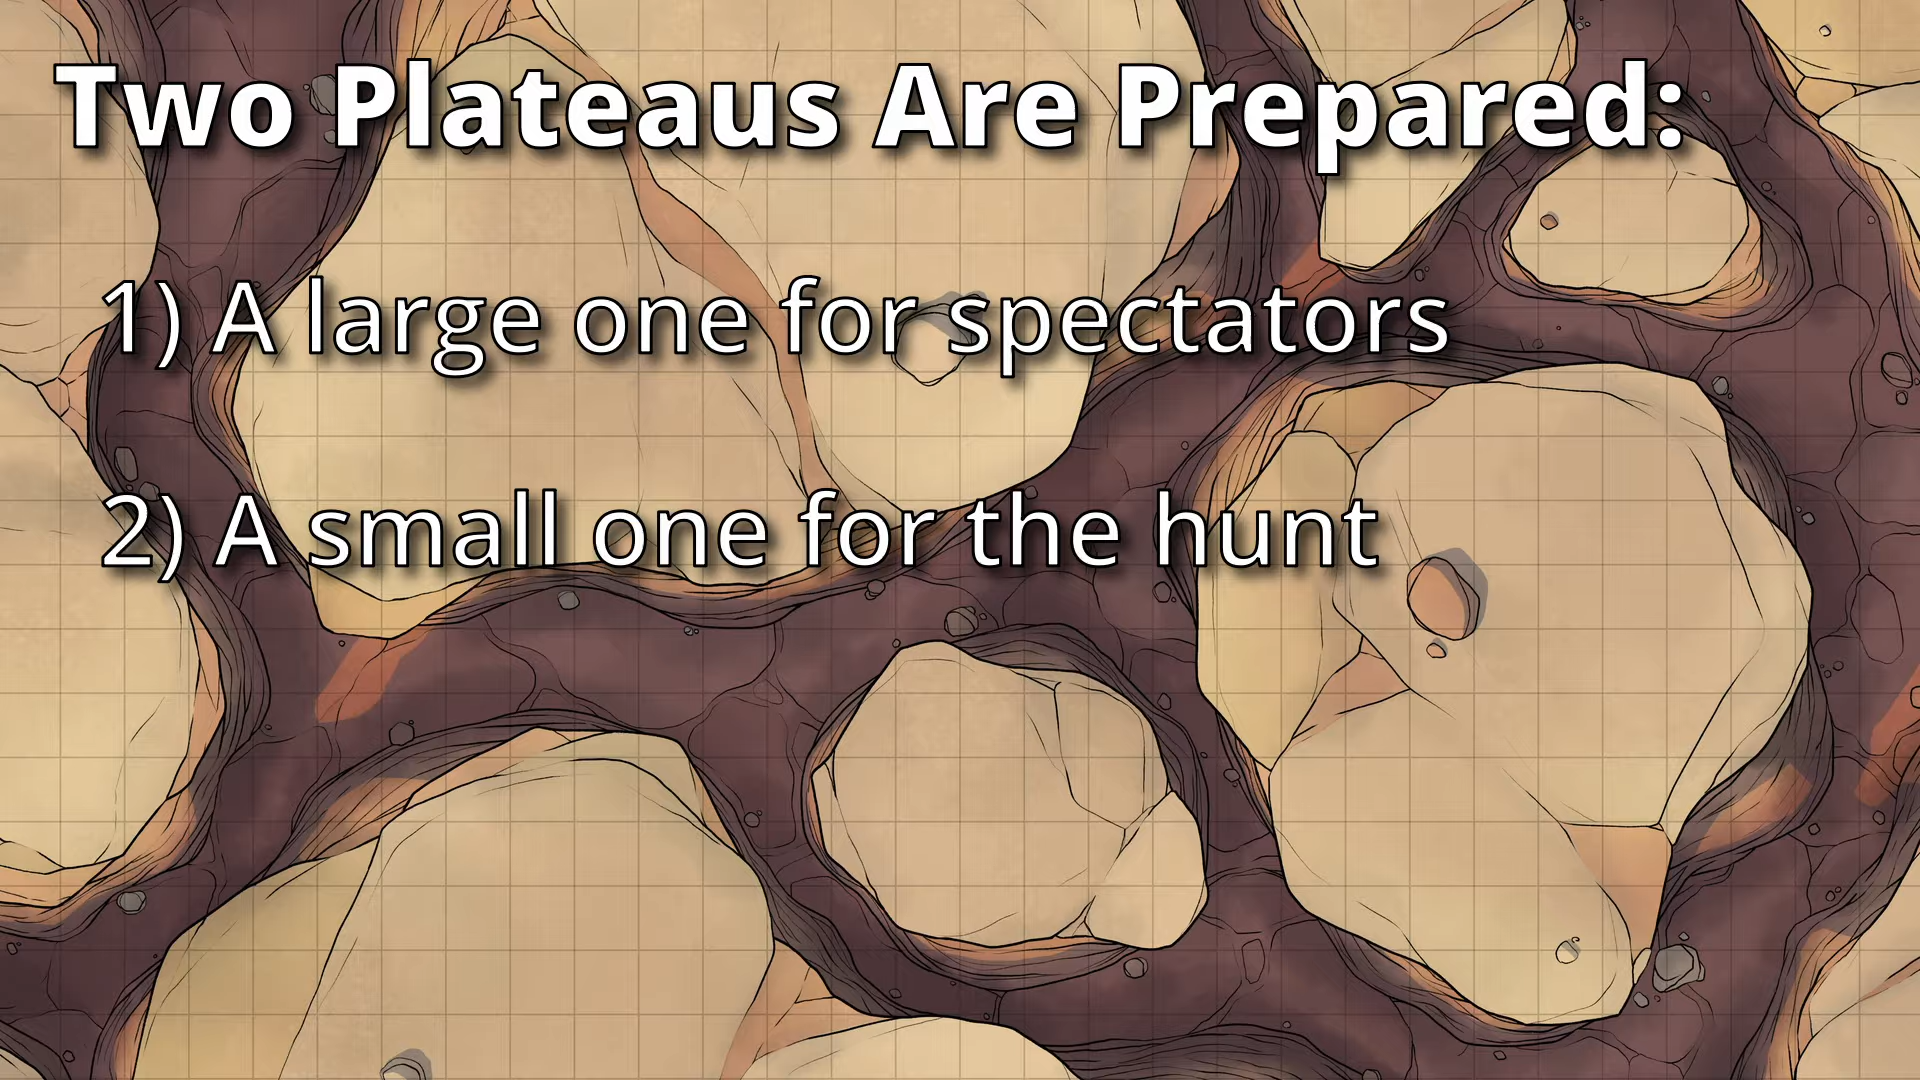 Two Plateaus Are Prepared:
1) A large one for spectators
2) A small one for the hunt